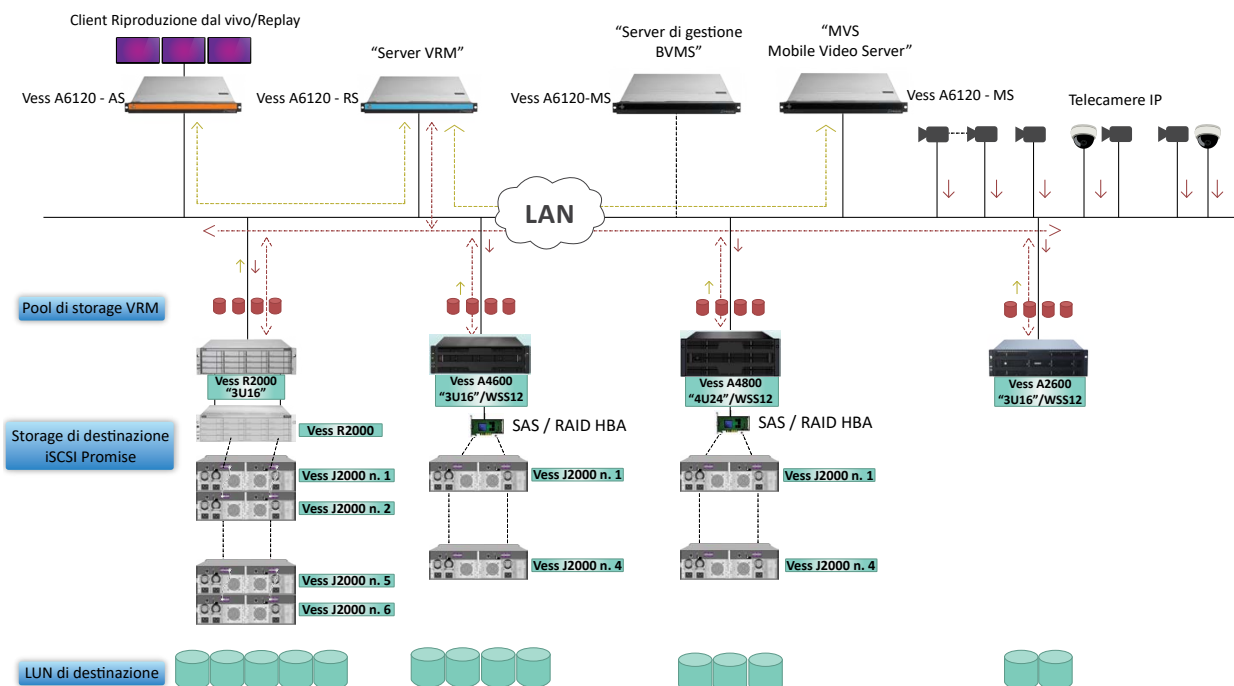 Client Riproduzione dal vivo/Replay
“Server VRM”
“Server di gestione
BVMS”
“MVS
Mobile Video Server”
Vess A6120 - AS
Vess A6120 - RS
Vess A6120-MS
Vess A6120 - MS
Telecamere IP
LAN
Pool di storage VRM
Vess R2000
“3U16”
Vess A4600
“3U16”/WSS12
Vess A4800
“4U24”/WSS12
Vess A2600
“3U16”/WSS12
Storage di destinazione
iSCSI Promise
Vess R2000
SAS / RAID HBA
SAS / RAID HBA
Vess J2000 n. 1
Vess J2000 n. 1
Vess J2000 n. 1
Vess J2000 n. 2
Vess J2000 n. 5
Vess J2000 n. 4
Vess J2000 n. 4
Vess J2000 n. 6
LUN di destinazione